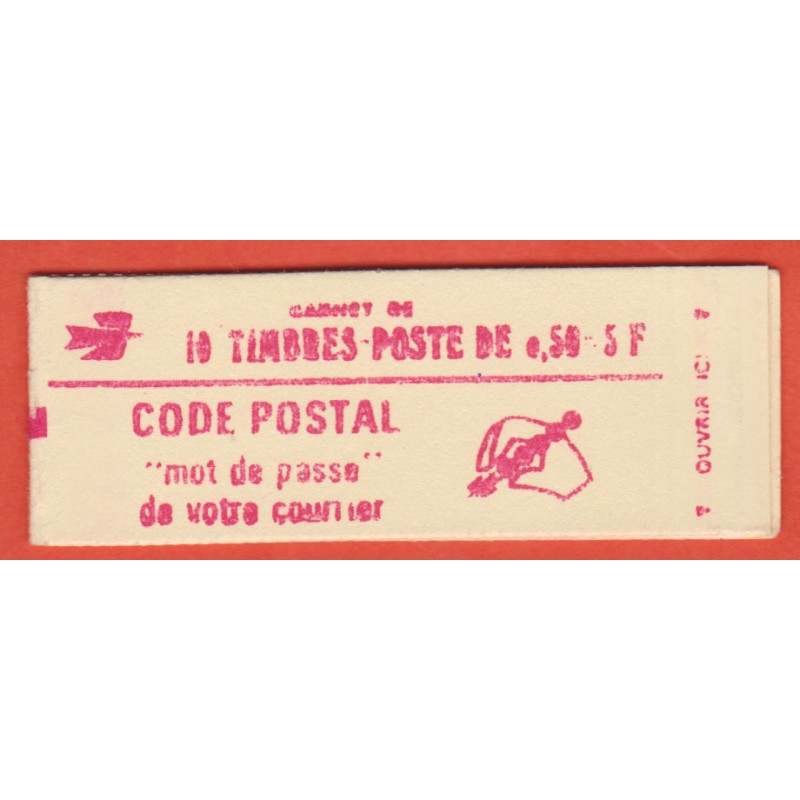 CARNET DE
10 TIMBRES-POSTE DE 0,50 - 5 F
CODE POSTAL
"mot de passe"
de votre courrier
OUVRIR ICI